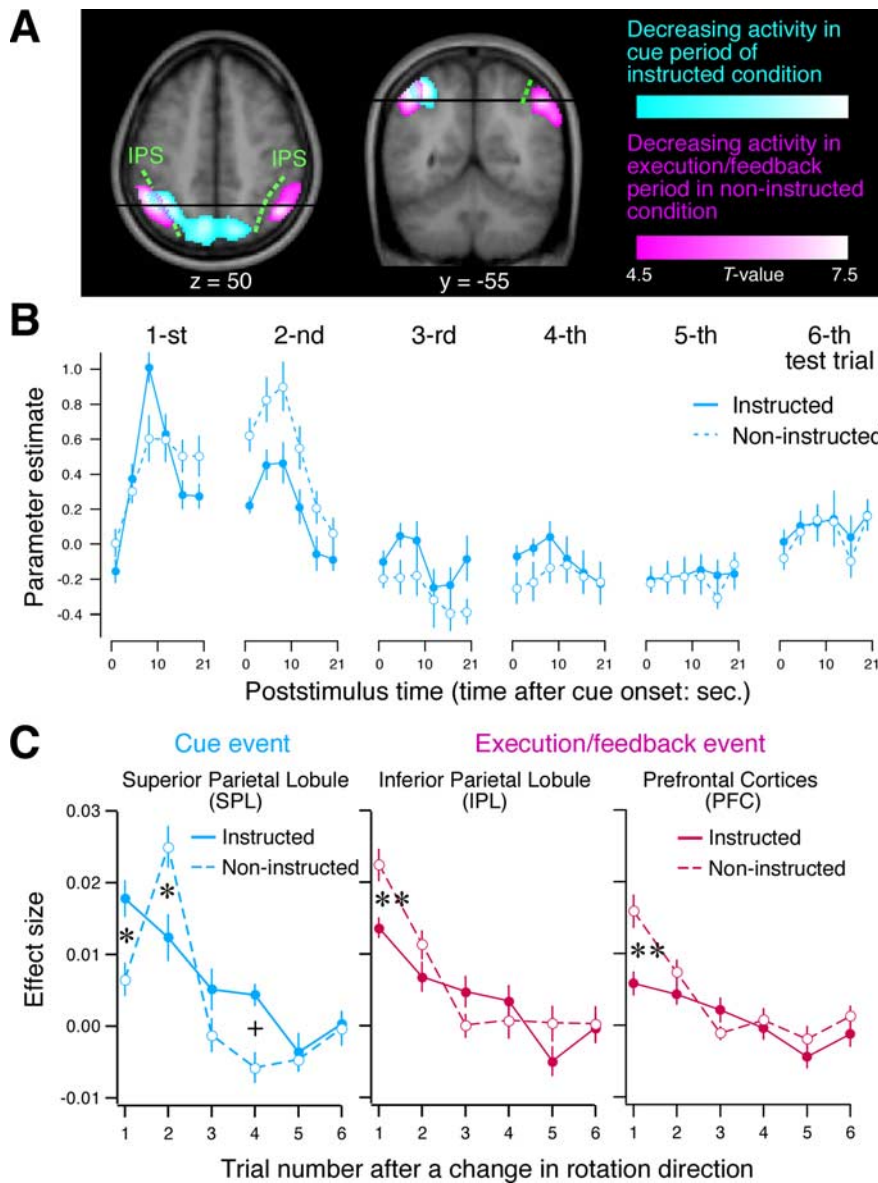 A
IPS
IPS
z = 50
y = -55
Decreasing activity in
cue period of
instructed condition
Decreasing activity in
execution/feedback
period in non-instructed
condition
4.5 T-value 7.5
B
1-st 2-nd 3-rd 4-th 5-th 6-th
test trial
Instructed
Non-instructed
Parameter estimate
1.0
0.8
0.6
0.4
0.2
0.0
-0.2
-0.4
0 10 21 0 10 21 0 10 21 0 10 21 0 10 21 0 10 21
Poststimulus time (time after cue onset: sec.)
C
Cue event Execution/feedback event
Superior Parietal Lobule
(SPL)
Inferior Parietal Lobule
(IPL)
Prefrontal Cortices
(PFC)
Instructed
Non-instructed
Instructed
Non-instructed
Effect size
0.03
0.02
0.01
0.00
-0.01
*
*
+
**
**
1 2 3 4 5 6 1 2 3 4 5 6 1 2 3 4 5 6
Trial number after a change in rotation direction